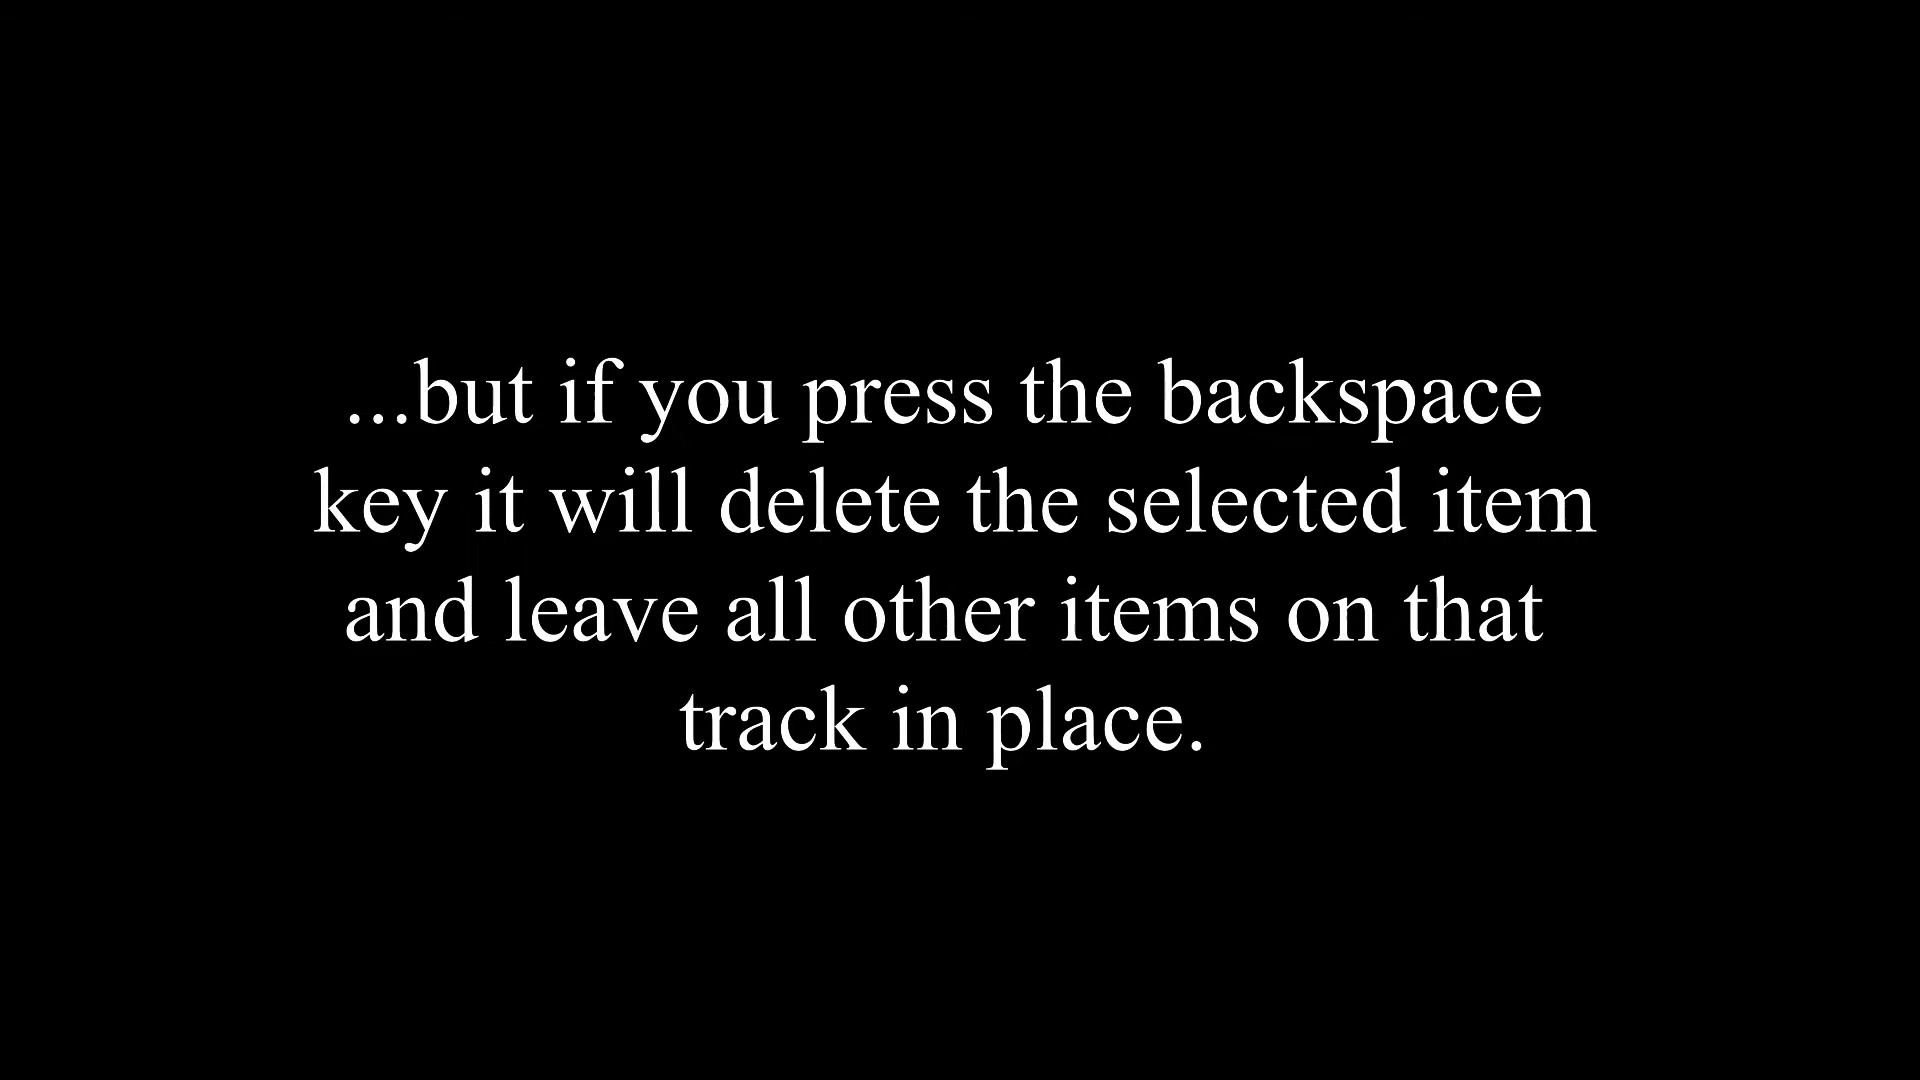 ...but if you press the backspace
key it will delete the selected item
and leave all other items on that
track in place.